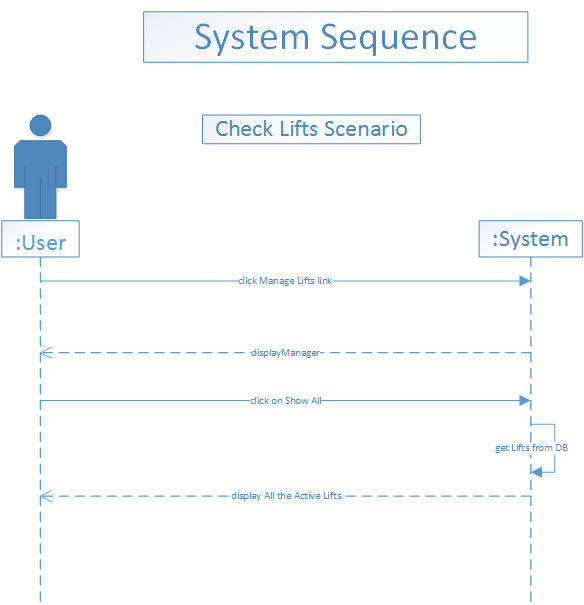 System Sequence
Check Lifts Scenario
:User
:System
click Manage Lifts link
displayManager
click on Show All
get Lifts from DB
display All the Active Lifts